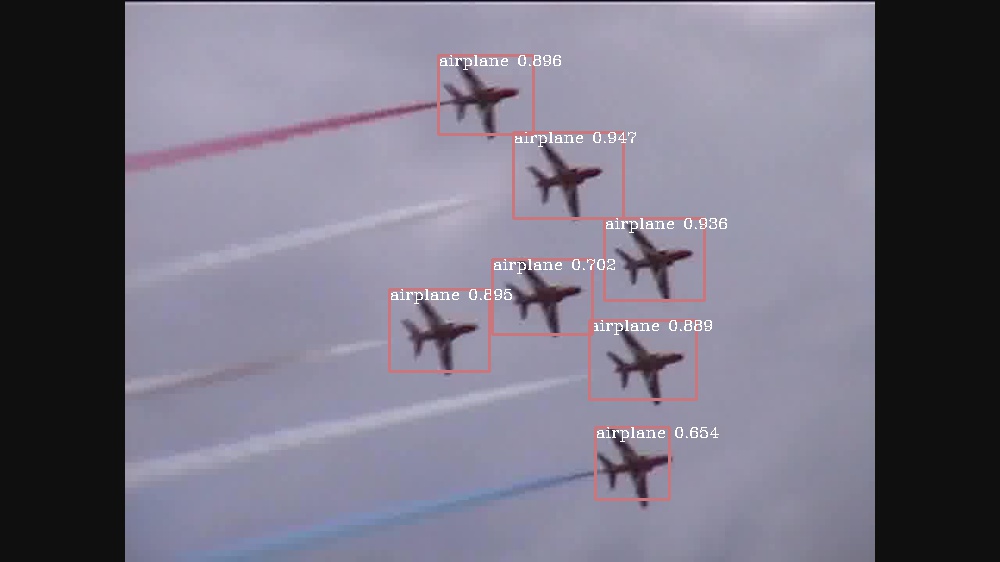 airplane 0.896
airplane 0.947
airplane 0.936
airplane 0.702
airplane 0.895
airplane 0.889
airplane 0.654